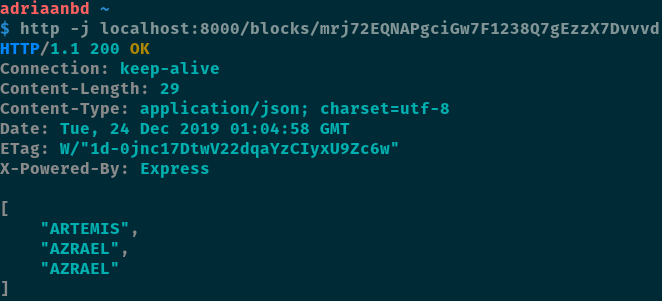 adriaanbd ~
$ http -j localhost:8000/blocks/mrj72EQNAPgciGw7F1238Q7gEzzX7Dvvvd
HTTP/1.1 200 OK
Connection: keep-alive
Content-Length: 29
Content-Type: application/json; charset=utf-8
Date: Tue, 24 Dec 2019 01:04:58 GMT
ETag: W/"1d-0jnc17DtwV22dqaYzCIyxU9Zc6w"
X-Powered-By: Express
[
"ARTEMIS",
"AZRAEL",
"AZRAEL"
]